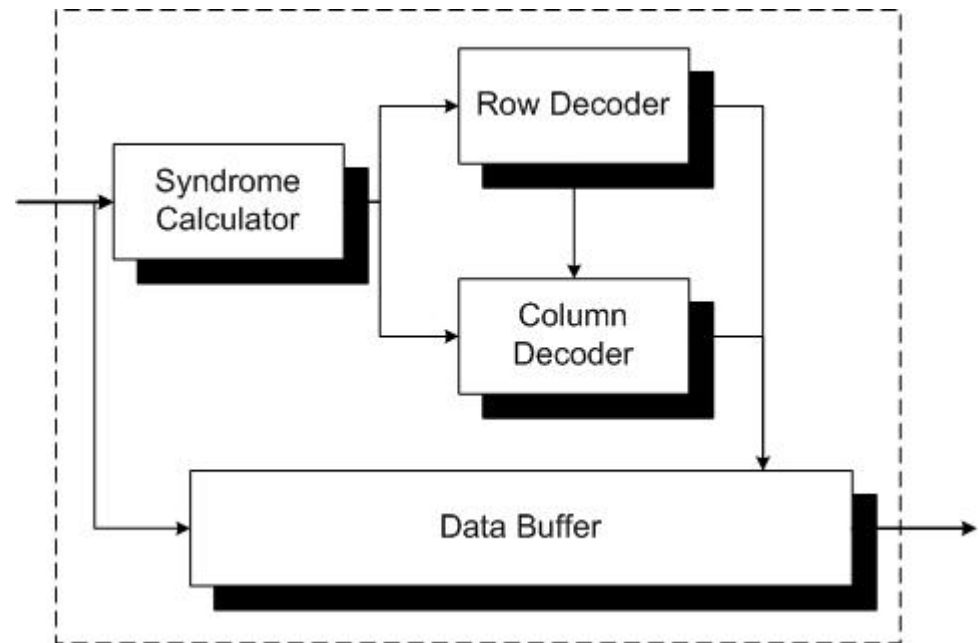 Row Decoder
Syndrome
Calculator
Column
Decoder
Data Buffer